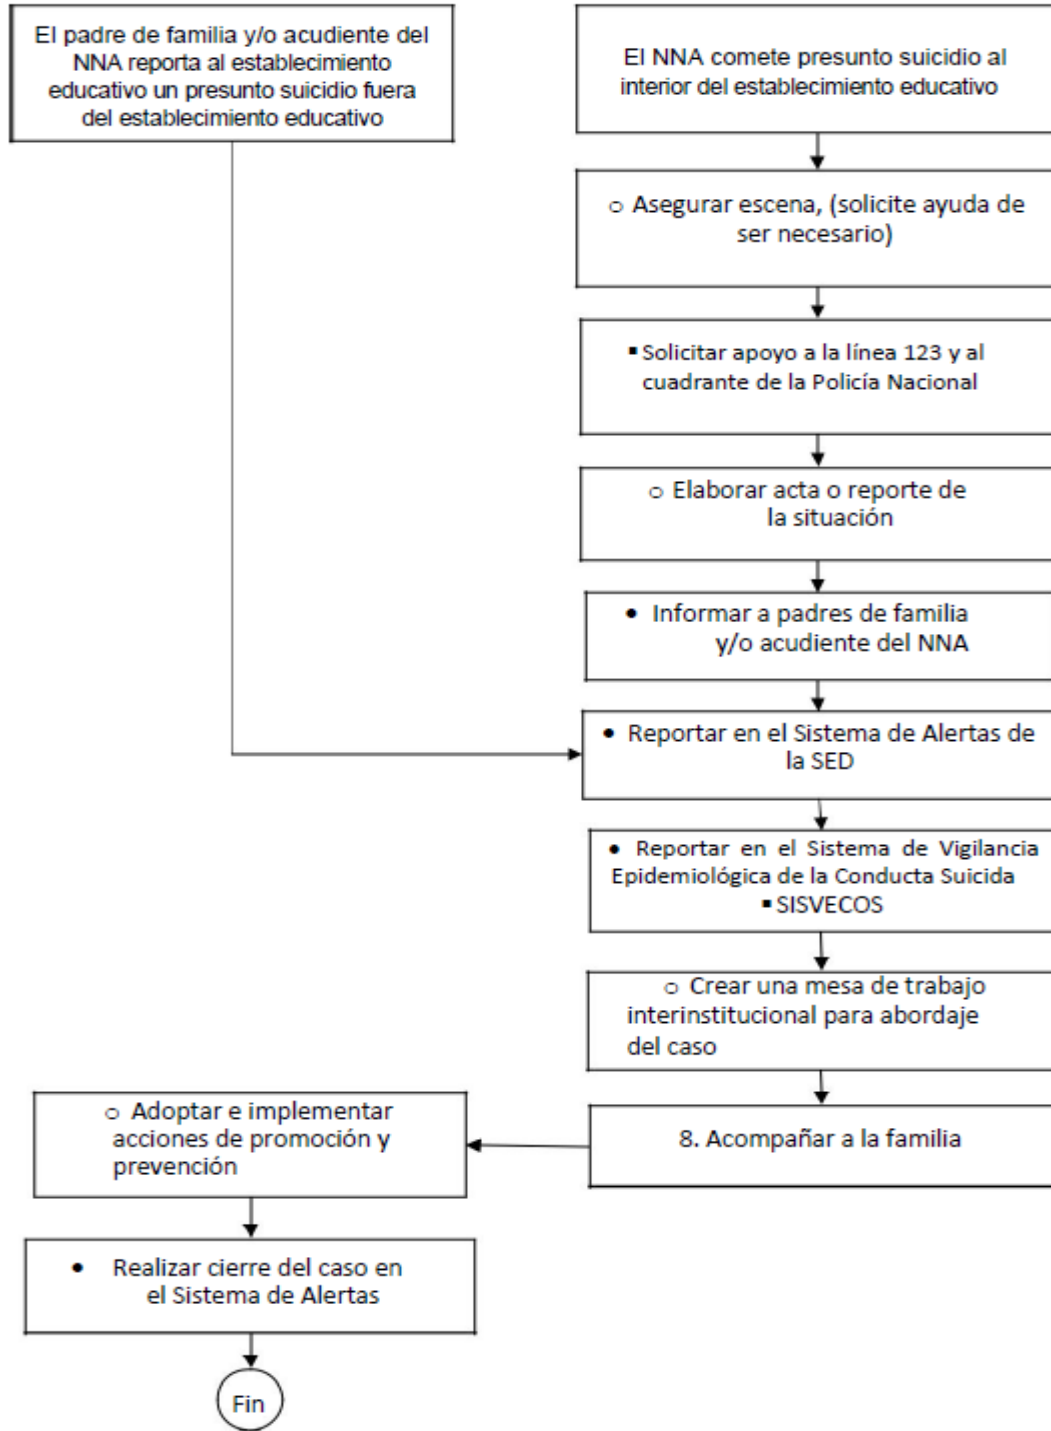 El padre de familia y/o acudiente del
NNA reporta al establecimiento
educativo un presunto suicidio fuera
del establecimiento educativo
El NNA comete presunto suicidio al
interior del establecimiento educativo
o Asegurar escena, (solicite ayuda de
ser necesario)
▪ Solicitar apoyo a la línea 123 y al
cuadrante de la Policía Nacional
o Elaborar acta o reporte de
la situación
• Informar a padres de familia
y/o acudiente del NNA
• Reportar en el Sistema de Alertas de
la SED
• Reportar en el Sistema de Vigilancia
Epidemiológica de la Conducta Suicida
▪ SISVECOS
o Crear una mesa de trabajo
interinstitucional para abordaje
del caso
8. Acompañar a la familia
o Adoptar e implementar
acciones de promoción y
prevención
• Realizar cierre del caso en
el Sistema de Alertas
Fin